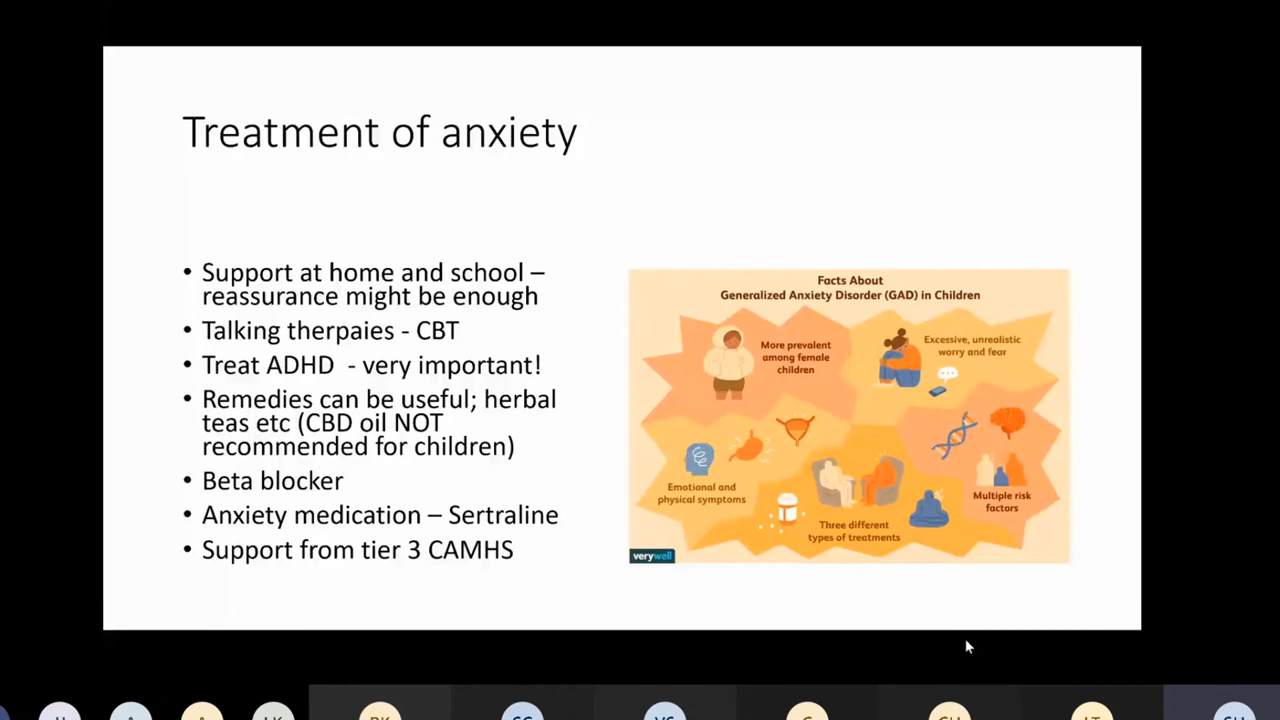 Treatment of anxiety
• Support at home and school –
reassurance might be enough
• Talking therpaies - CBT
• Treat ADHD  - very important!
• Remedies can be useful; herbal
teas etc (CBD oil NOT
recommended for children)
• Beta blocker
• Anxiety medication – Sertraline
• Support from tier 3 CAMHS
Facts About
Generalized Anxiety Disorder (GAD) in Children
More prevalent
among female
children
Excessive, unrealistic
worry and fear
Emotional and
physical symptoms
Three different
types of treatments
Multiple risk
factors
verywell